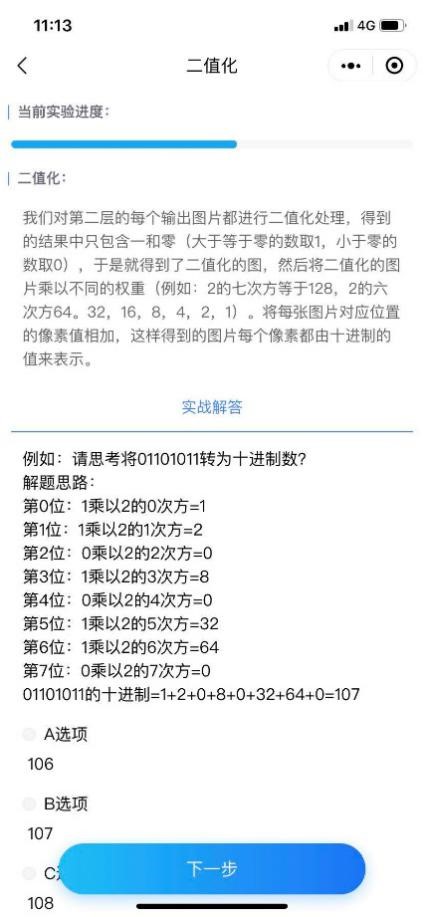 11:13
4G
二值化
当前实验进度：
二值化：
我们对第二层的每个输出图片都进行二值化处理，得到
的结果中只包含一和零（大于等于零的数取1，小于零的
数取0），于是就得到了二值化的图，然后将二值化的图
片乘以不同的权重（例如：2的七次方等于128，2的六
次方64。32，16，8，4，2，1）。将每张图片对应位置
的像素值相加，这样得到的图片每个像素都由十进制的
值来表示。
实战解答
例如：请思考将01101011转为十进制数？
解题思路：
第0位：1乘以2的0次方=1
第1位：1乘以2的1次方=2
第2位：0乘以2的2次方=0
第3位：1乘以2的3次方=8
第4位：0乘以2的4次方=0
第5位：1乘以2的5次方=32
第6位：1乘以2的6次方=64
第7位：0乘以2的7次方=0
01101011的十进制=1+2+0+8+0+32+64+0=107
A选项
106
B选项
107
C
下一步
108